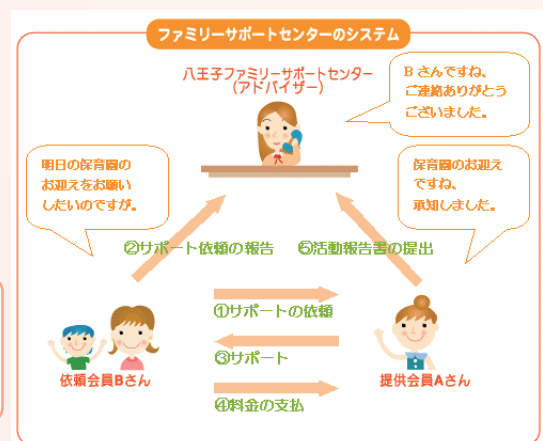 ファミリーサポートセンターのシステム
八王子ファミリーサポートセンター
(アドバイザー)
Bさんですね、
ご連絡ありがとう
ございました。
明日の保育園の
お迎えをお願い
したいのですが。
保育園のお迎え
ですね、
承知しました。
②サポート依頼の報告
⑤活動報告書の提出
①サポートの依頼
③サポート
④料金の支払
依頼会員Bさん
提供会員Aさん